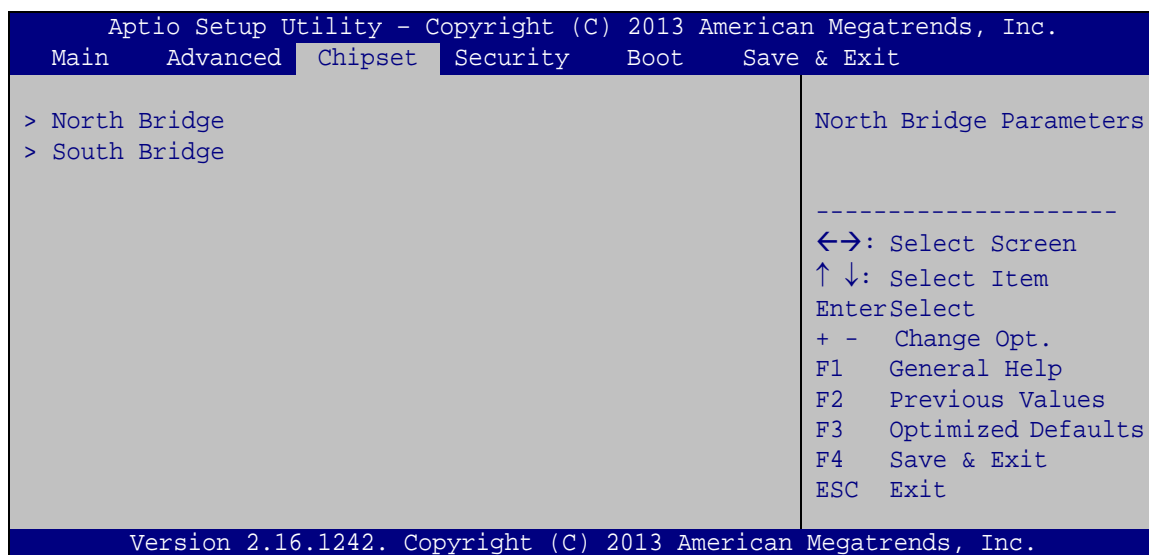 Aptio Setup Utility – Copyright (C) 2013 American Megatrends, Inc.
Main Advanced Chipset Security Boot Save & Exit
> North Bridge
> South Bridge
North Bridge Parameters
---------------------
←→: Select Screen
↑ ↓: Select Item
EnterSelect
+ - Change Opt.
F1 General Help
F2 Previous Values
F3 Optimized Defaults
F4 Save & Exit
ESC Exit
Version 2.16.1242. Copyright (C) 2013 American Megatrends, Inc.